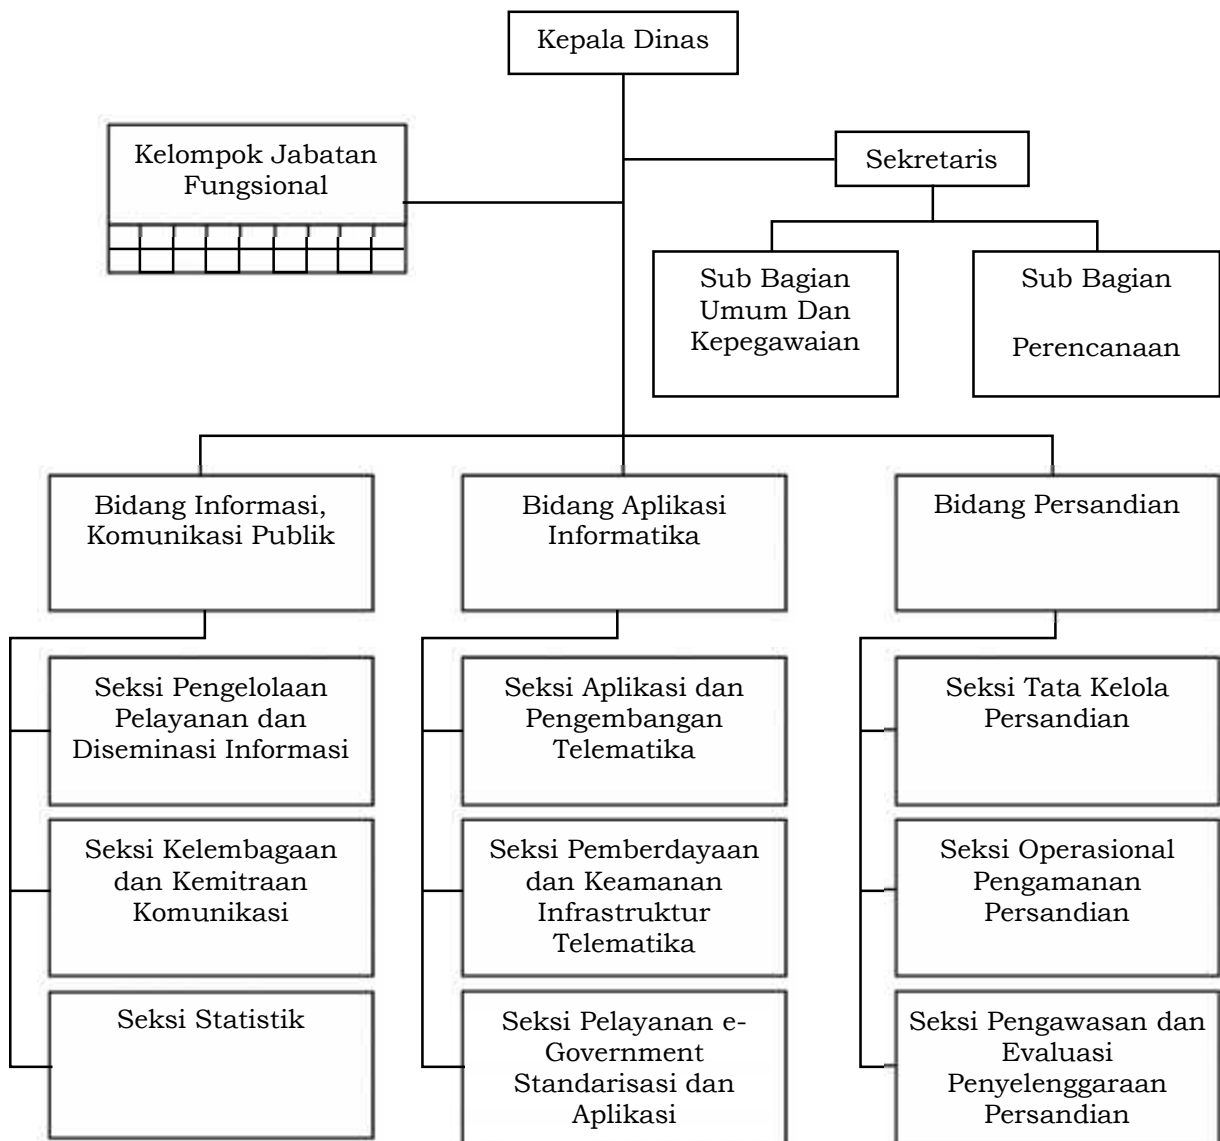 Kepala Dinas
Kelompok Jabatan
Fungsional
Sekretaris
Sub Bagian
Umum Dan
Kepegawaian
Sub Bagian
Perencanaan
Bidang Informasi,
Komunikasi Publik
Bidang Aplikasi
Informatika
Bidang Persandian
Seksi Pengelolaan
Pelayanan dan
Diseminasi Informasi
Seksi Aplikasi dan
Pengembangan
Telematika
Seksi Tata Kelola
Persandian
Seksi Kelembagaan
dan Kemitraan
Komunikasi
Seksi Pemberdayaan
dan Keamanan
Infrastruktur
Telematika
Seksi Operasional
Pengamanan
Persandian
Seksi Statistik
Seksi Pelayanan e-
Government
Standarisasi dan
Aplikasi
Seksi Pengawasan dan
Evaluasi
Penyelenggaraan
Persandian